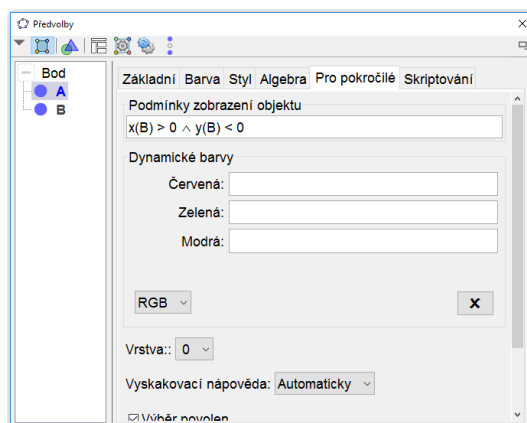 Předvolby
Bod
A
B
Základní Barva Styl Algebra Pro pokročilé Skriptování
Podmínky zobrazení objektu
x(B) > 0 ∧ y(B) < 0
Dynamické barvy
Červená:
Zelená:
Modrá:
RGB
x
Vrstva:: 0
Vyskakovací nápověda: Automaticky
Výběr povolen